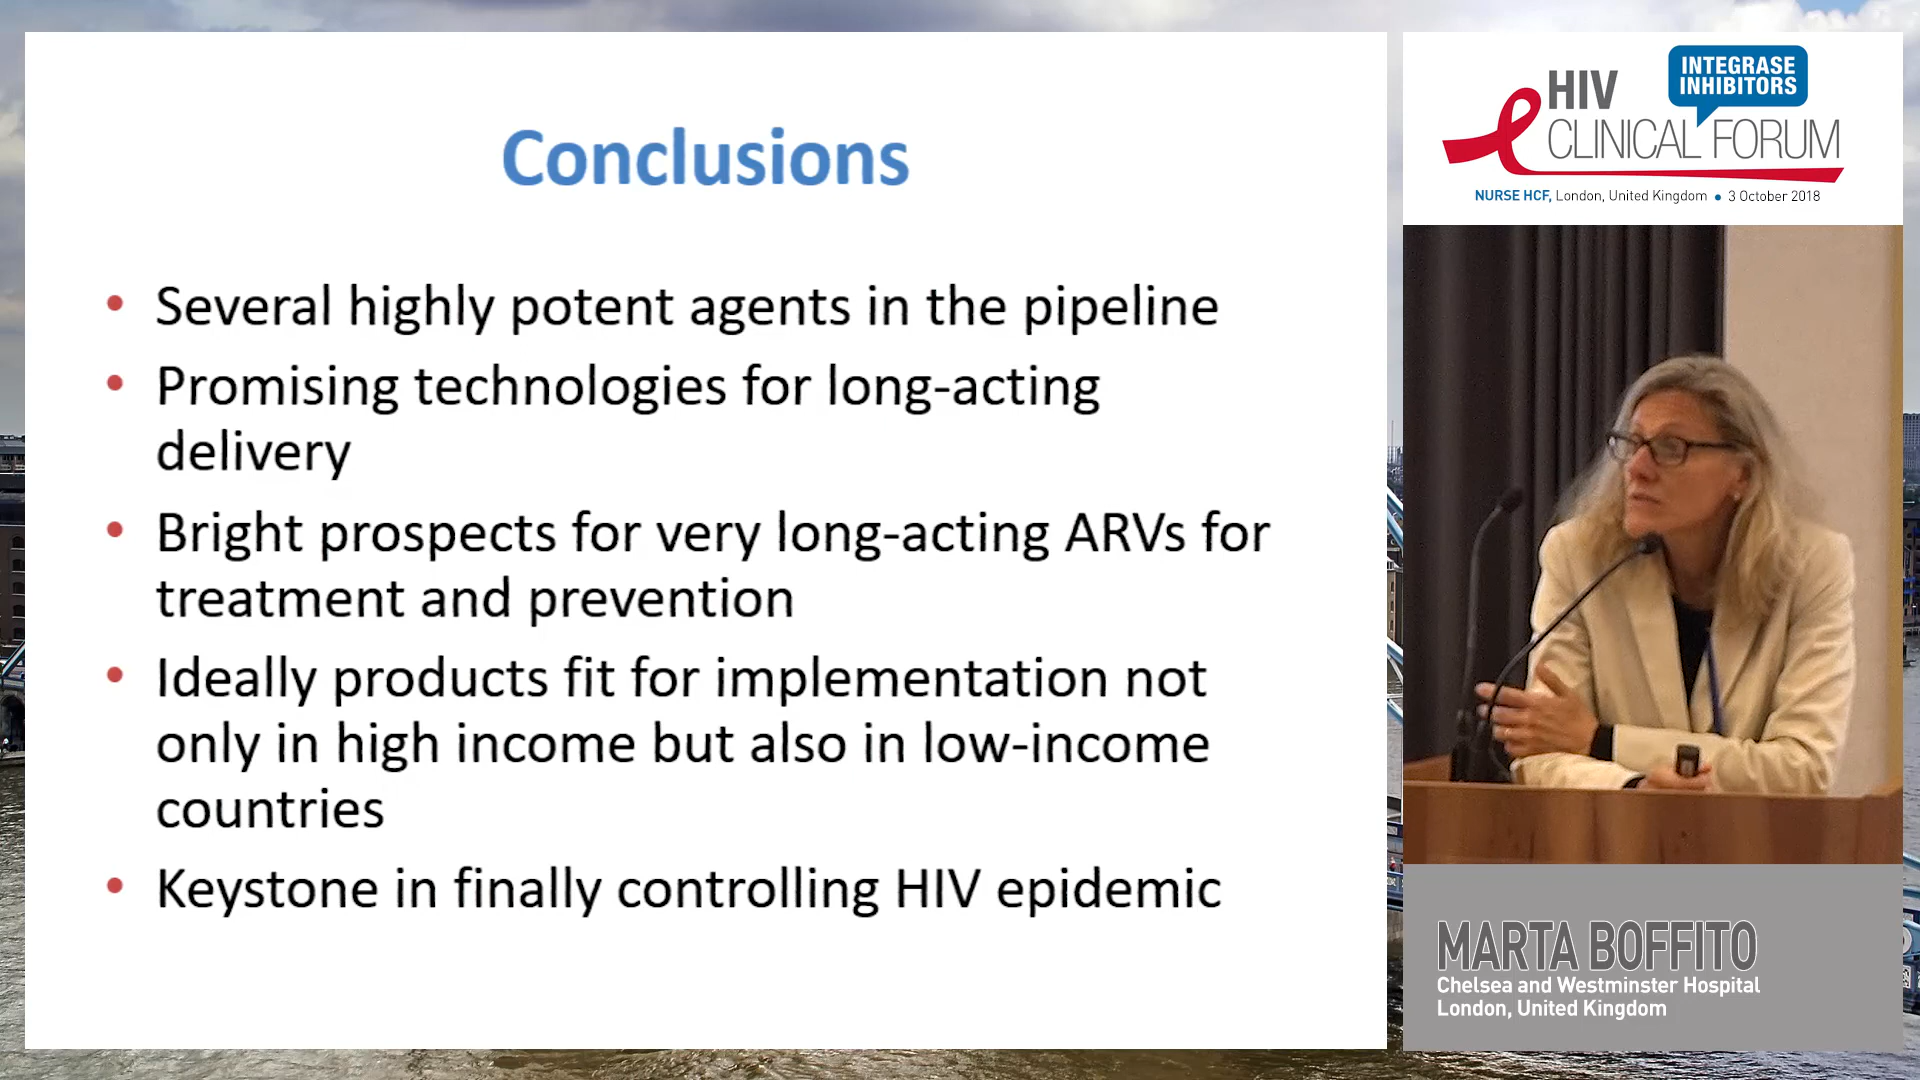 Conclusions
• Several highly potent agents in the pipeline
• Promising technologies for long-acting
delivery
• Bright prospects for very long-acting ARVs for
treatment and prevention
• Ideally products fit for implementation not
only in high income but also in low-income
countries
• Keystone in finally controlling HIV epidemic
INTEGRASE
INHIBITORS
HIV
CLINICAL FORUM
NURSE HCF, London, United Kingdom • 3 October 2018
MARTA BOFFITO
Chelsea and Westminster Hospital
London, United Kingdom